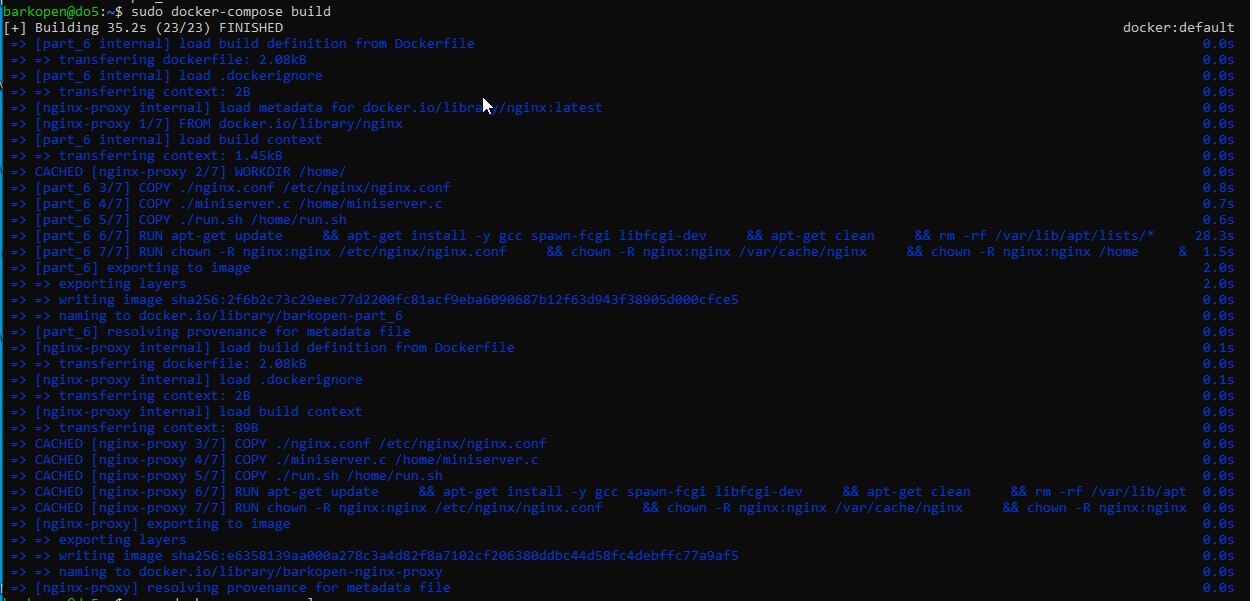 barkopen@do5:~$ sudo docker-compose build
[+] Building 35.2s (23/23) FINISHED docker:default
=> [part_6 internal] load build definition from Dockerfile 0.0s
=> => transferring dockerfile: 2.08kB 0.0s
=> [part_6 internal] load .dockerignore 0.0s
=> => transferring context: 2B 0.0s
=> [nginx-proxy internal] load metadata for docker.io/library/nginx:latest 0.0s
=> [nginx-proxy 1/7] FROM docker.io/library/nginx 0.0s
=> [part_6 internal] load build context 0.0s
=> => transferring context: 1.45kB 0.0s
=> CACHED [nginx-proxy 2/7] WORKDIR /home/ 0.0s
=> [part_6 3/7] COPY ./nginx.conf /etc/nginx/nginx.conf 0.8s
=> [part_6 4/7] COPY ./miniserver.c /home/miniserver.c 0.7s
=> [part_6 5/7] COPY ./run.sh /home/run.sh 0.6s
=> [part_6 6/7] RUN apt-get update && apt-get install -y gcc spawn-fcgi libfcgi-dev && apt-get clean && rm -rf /var/lib/apt/lists/* 28.3s
=> [part_6 7/7] RUN chown -R nginx:nginx /etc/nginx/nginx.conf && chown -R nginx:nginx /var/cache/nginx && chown -R nginx:nginx /home & 1.5s
=> [part_6] exporting to image 2.0s
=> => exporting layers 2.0s
=> => writing image sha256:2f6b2c73c29eec77d2200fc81acf9eba6090687b12f63d943f38905d000cfce5 0.0s
=> => naming to docker.io/library/barkopen-part_6 0.0s
=> [part_6] resolving provenance for metadata file 0.0s
=> [nginx-proxy internal] load build definition from Dockerfile 0.1s
=> => transferring dockerfile: 2.08kB 0.0s
=> [nginx-proxy internal] load .dockerignore 0.1s
=> => transferring context: 2B 0.0s
=> [nginx-proxy internal] load build context 0.0s
=> => transferring context: 89B 0.0s
=> CACHED [nginx-proxy 3/7] COPY ./nginx.conf /etc/nginx/nginx.conf 0.0s
=> CACHED [nginx-proxy 4/7] COPY ./miniserver.c /home/miniserver.c 0.0s
=> CACHED [nginx-proxy 5/7] COPY ./run.sh /home/run.sh 0.0s
=> CACHED [nginx-proxy 6/7] RUN apt-get update && apt-get install -y gcc spawn-fcgi libfcgi-dev && apt-get clean && rm -rf /var/lib/apt 0.0s
=> CACHED [nginx-proxy 7/7] RUN chown -R nginx:nginx /etc/nginx/nginx.conf && chown -R nginx:nginx /var/cache/nginx && chown -R nginx:nginx 0.0s
=> [nginx-proxy] exporting to image 0.0s
=> => exporting layers 0.0s
=> => writing image sha256:e6358139aa000a278c3a4d82f8a7102cf206380ddbc44d58fc4debffc77a9af5 0.0s
=> => naming to docker.io/library/barkopen-nginx-proxy 0.0s
=> [nginx-proxy] resolving provenance for metadata file 0.0s